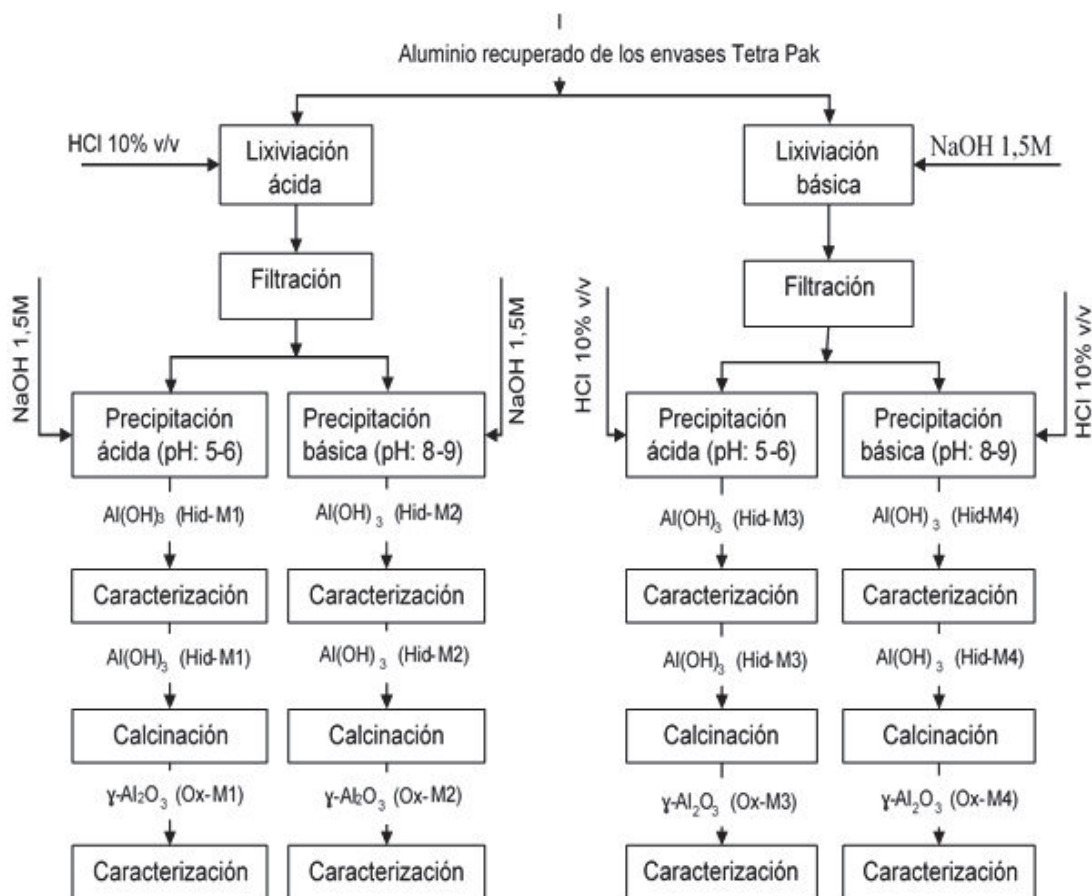 I
Aluminio recuperado de los envases Tetra Pak
HCl 10% v/v
Lixiviación
ácida
Lixiviación
básica
NaOH 1,5M
Filtración
Filtración
NaOH 1,5M
NaOH 1,5M
HCl 10% v/v
HCl 10% v/v
Precipitación
ácida (pH: 5-6)
Precipitación
básica (pH: 8-9)
Precipitación
ácida (pH: 5-6)
Precipitación
básica (pH: 8-9)
Al(OH)₃ (Hid-M1)
Al(OH)₃ (Hid-M2)
Al(OH)₃ (Hid-M3)
Al(OH)₃ (Hid-M4)
Caracterización
Caracterización
Caracterización
Caracterización
Al(OH)₃ (Hid-M1)
Al(OH)₃ (Hid-M2)
Al(OH)₃ (Hid-M3)
Al(OH)₃ (Hid-M4)
Calcinación
Calcinación
Calcinación
Calcinación
γ-Al₂O₃ (Ox-M1)
γ-Al₂O₃ (Ox-M2)
γ-Al₂O₃ (Ox-M3)
γ-Al₂O₃ (Ox-M4)
Caracterización
Caracterización
Caracterización
Caracterización